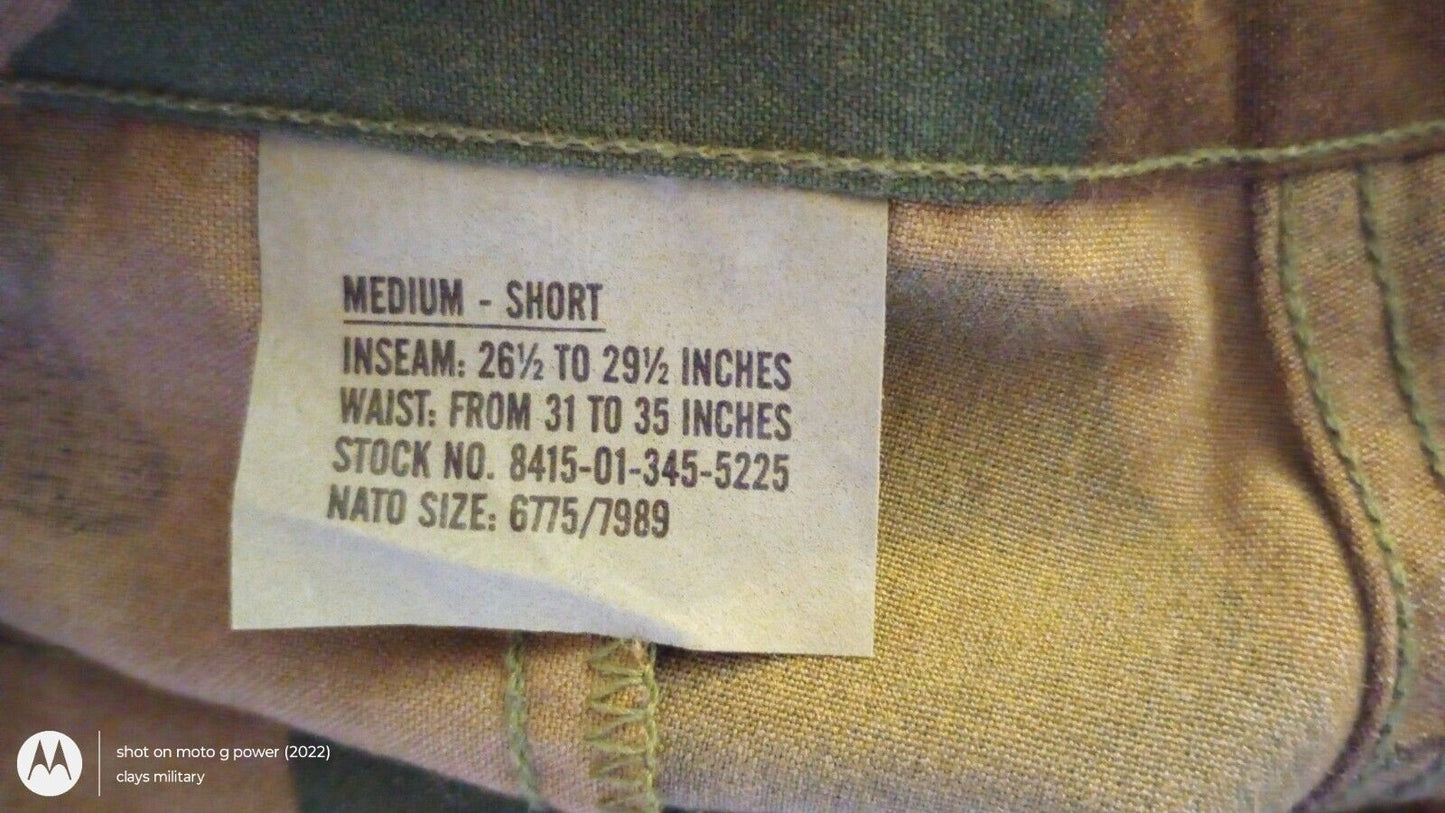 MEDIUM - SHORT
INSEAM: 26½ TO 29½ INCHES
WAIST: FROM 31 TO 35 INCHES
STOCK NO. 8415-01-345-5225
NATO SIZE: 6775/7989
shot on moto g power (2022)
clays military